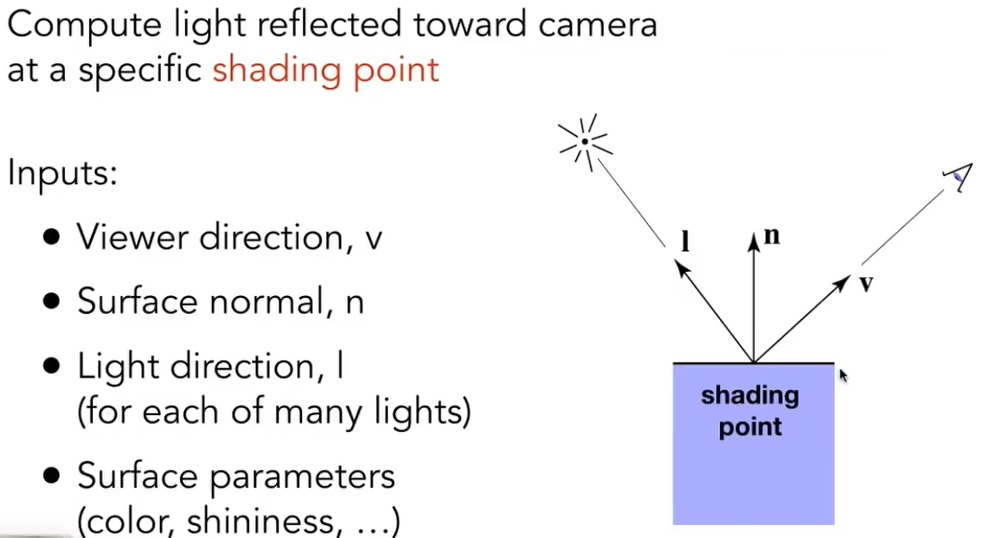 Compute light reflected toward camera
at a specific shading point
Inputs:
• Viewer direction, v
• Surface normal, n
• Light direction, l
(for each of many lights)
• Surface parameters
(color, shininess, …)
l
n
v
shading
point